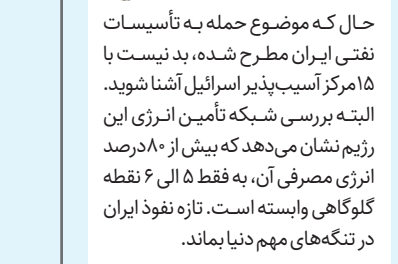 حال که موضوع حمله به تأسیسات
نفتی ایران مطرح شده، بد نیست با
۱۵مرکز آسیب‌پذیر اسرائیل آشنا شوید.
البته بررسی شبکه تأمین انرژی این
رژیم نشان می‌دهد که بیش از ۸۰درصد
انرژی مصرفی آن، به فقط ۵ الی ۶ نقطه
گلوگاهی وابسته است. تازه نفوذ ایران
در تنگه‌های مهم دنیا بماند.